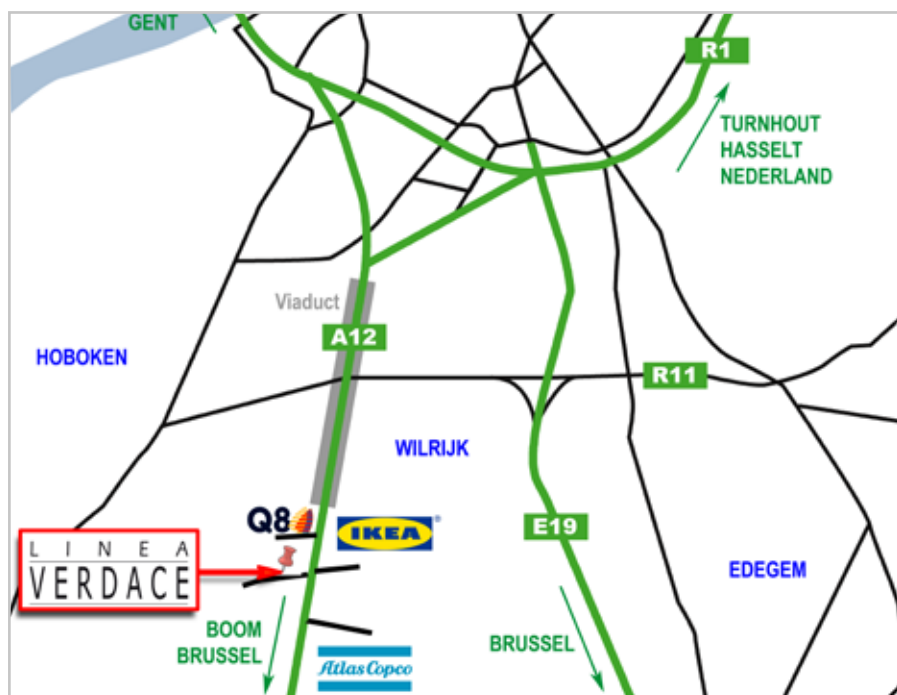 GENT
R1
TURNHOUT
HASSELT
NEDERLAND
Viaduct
A12
HOBOKEN
R11
WILRIJK
Q8
IKEA®
E19
LINEA
VERDACE
EDEGEM
BOOM
BRUSSEL
BRUSSEL
Atlas Copco